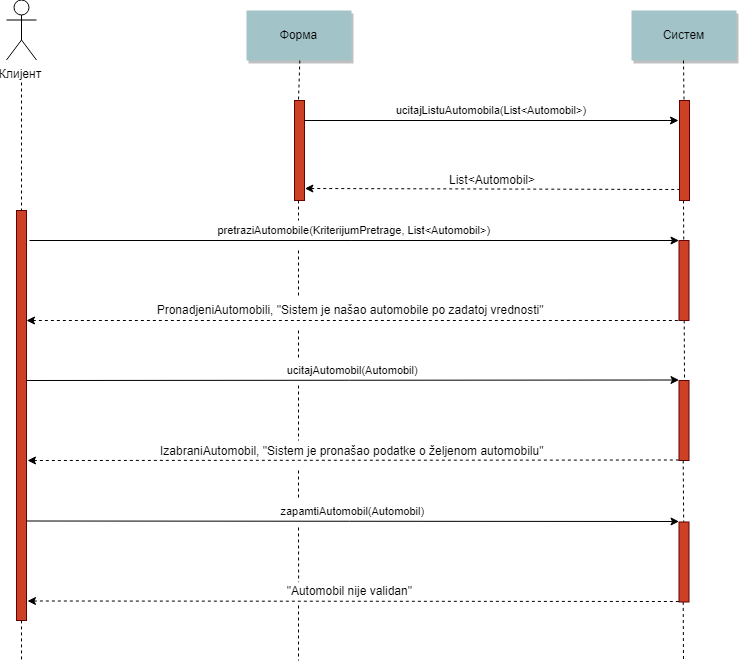 Форма
Систем
Клијент
ucitajListuAutomobila(List<Automobil>)
List<Automobil>
pretraziAutomobile(KriterijumPretrage, List<Automobil>)
PronadjeniAutomobili, "Sistem je našao automobile po zadatoj vrednosti"
ucitajAutomobil(Automobil)
IzabraniAutomobil, "Sistem je pronašao podatke o željenom automobilu"
zapamtiAutomobil(Automobil)
"Automobil nije validan"